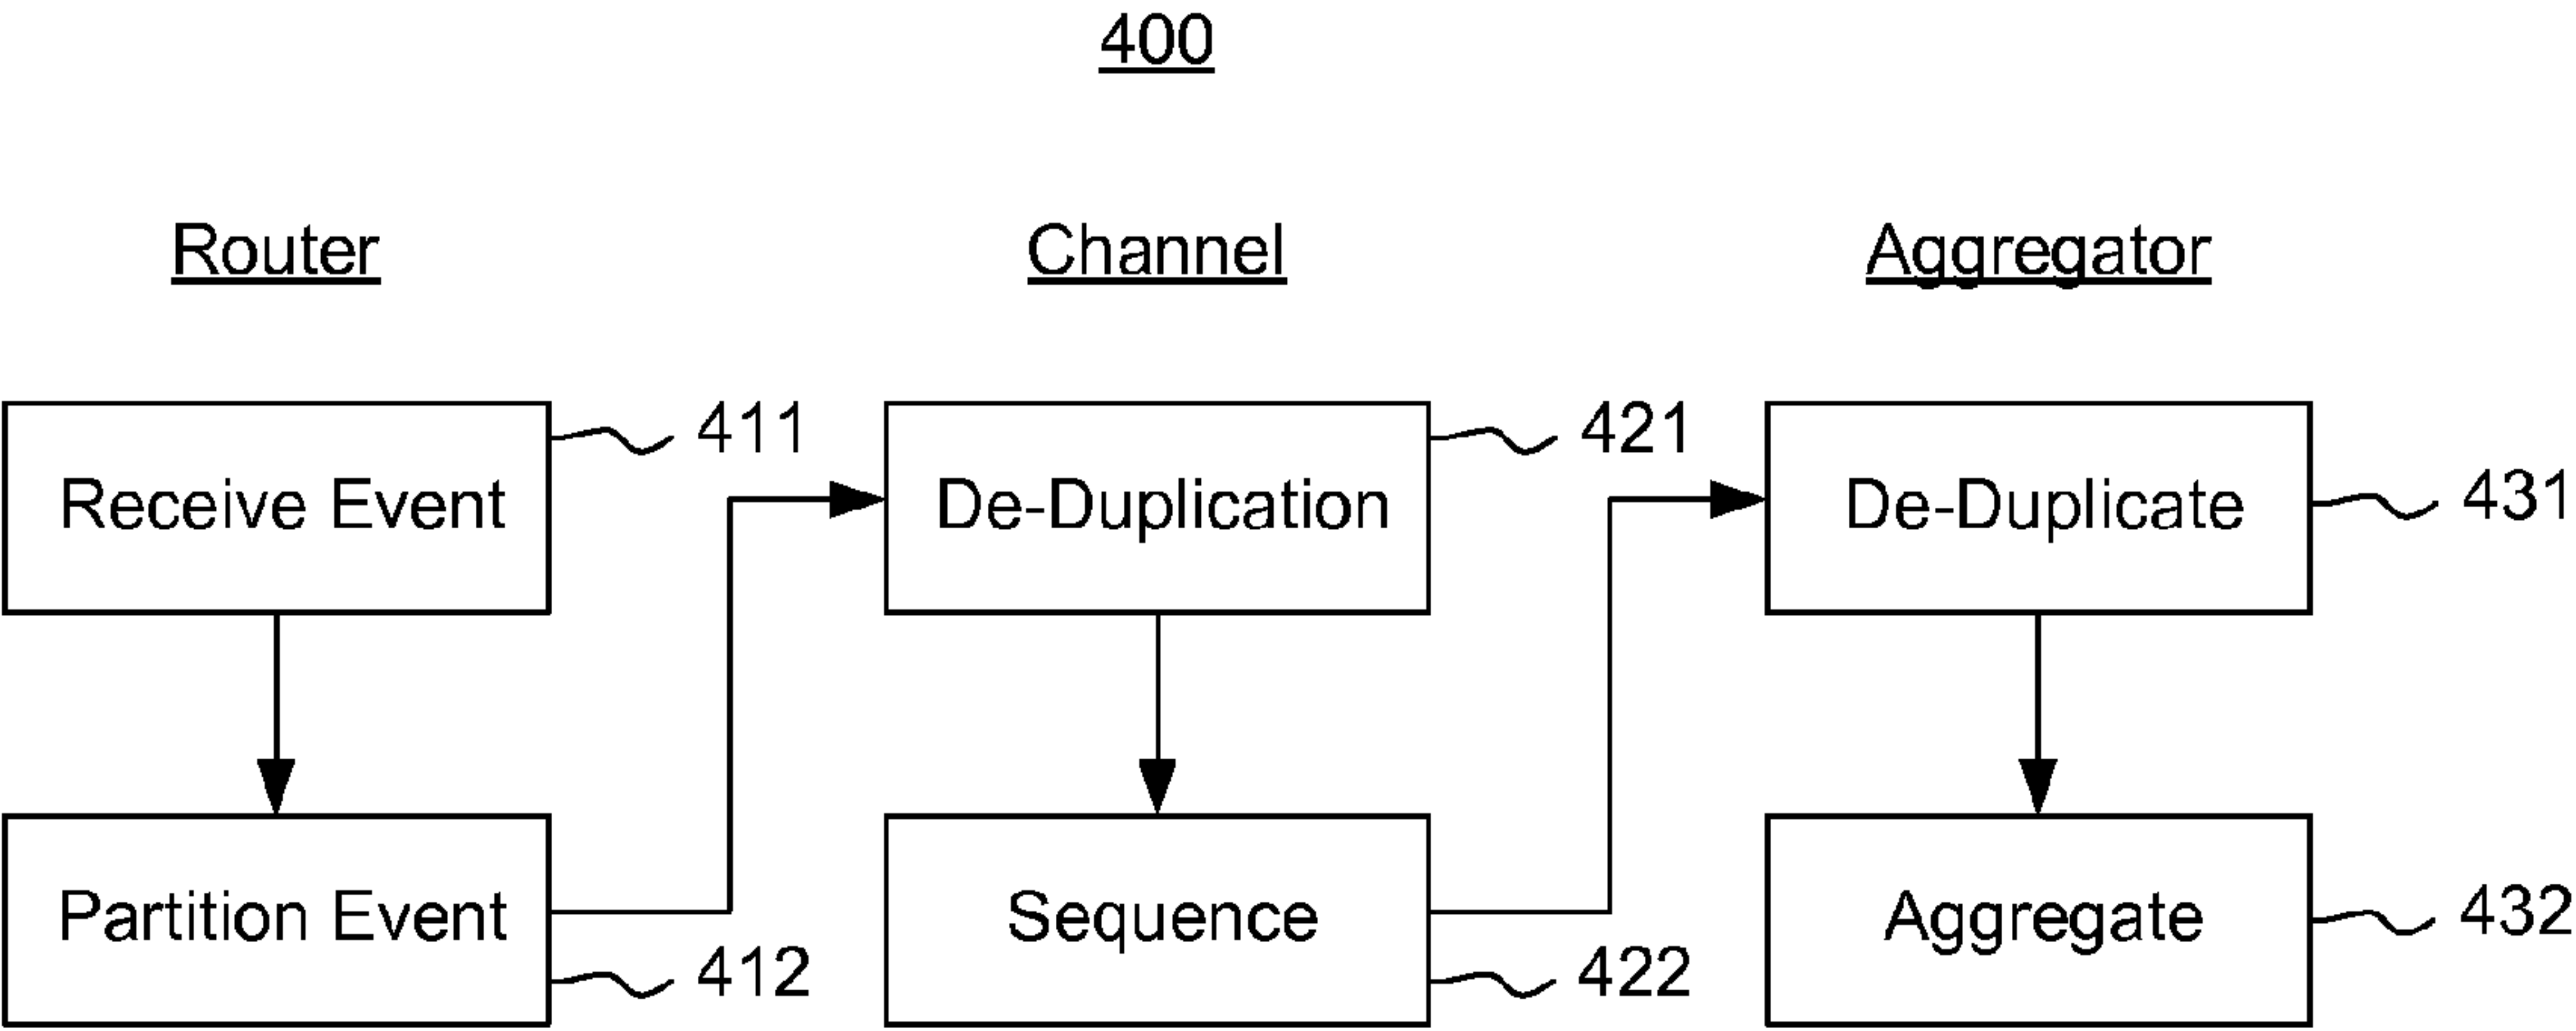 400
Router
Channel
Aggregator
Receive Event
411
De-Duplication
421
De-Duplicate
431
Partition Event
412
Sequence
422
Aggregate
432